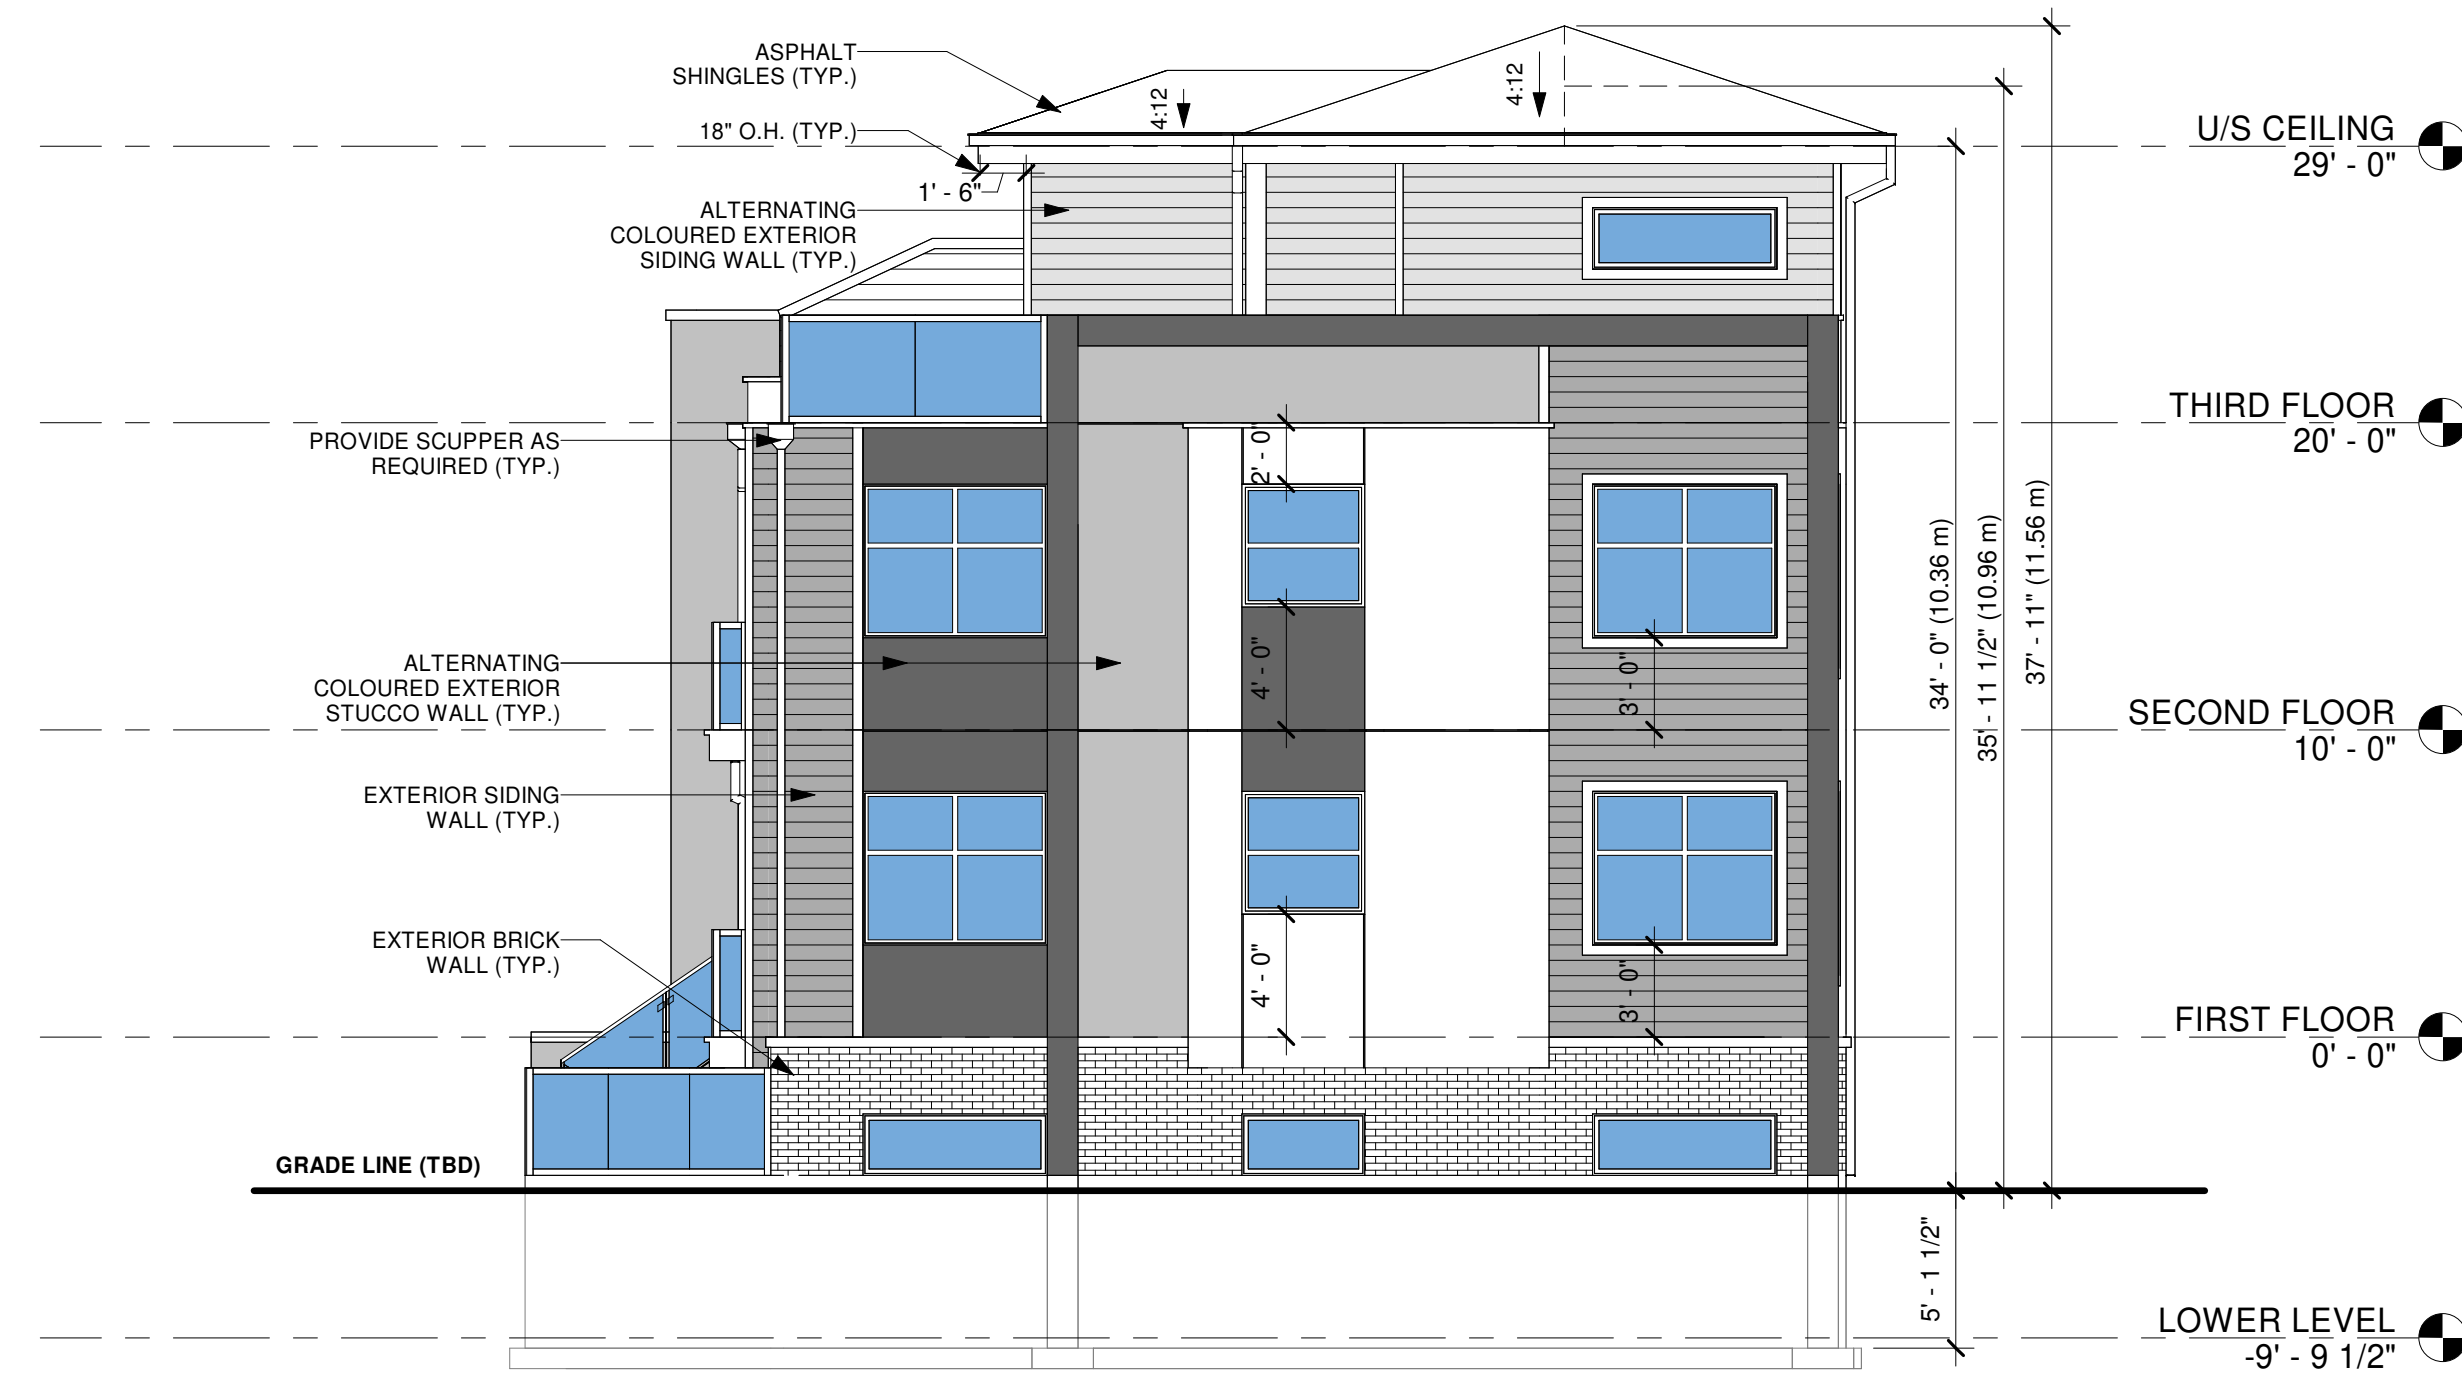 ASPHALT
SHINGLES (TYP.)
18" O.H. (TYP.)
1' - 6"
ALTERNATING
COLOURED EXTERIOR
SIDING WALL (TYP.)
4:12
4:12
PROVIDE SCUPPER AS
REQUIRED (TYP.)
ALTERNATING
COLOURED EXTERIOR
STUCCO WALL (TYP.)
EXTERIOR SIDING
WALL (TYP.)
EXTERIOR BRICK
WALL (TYP.)
GRADE LINE (TBD)
2' - 0"
4' - 0"
4' - 0"
3' - 0"
3' - 0"
34' - 0" (10.36 m)
35' - 11 1/2" (10.96 m)
37' - 11" (11.56 m)
5' - 1 1/2"
U/S CEILING
29' - 0"
THIRD FLOOR
20' - 0"
SECOND FLOOR
10' - 0"
FIRST FLOOR
0' - 0"
LOWER LEVEL
-9' - 9 1/2"